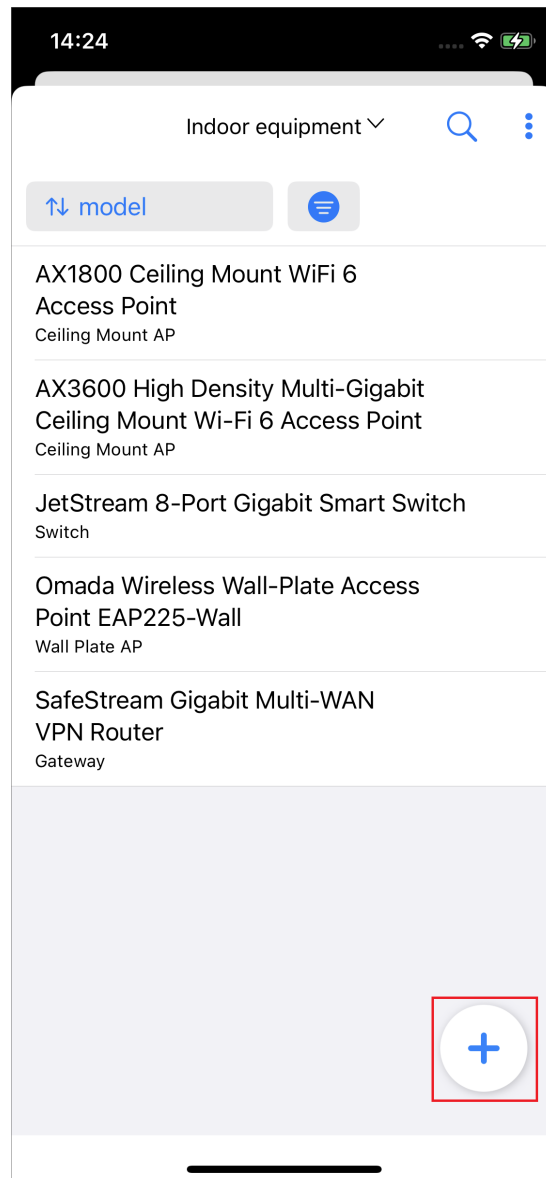 14:24
Indoor equipment
model
AX1800 Ceiling Mount WiFi 6
Access Point
Ceiling Mount AP
AX3600 High Density Multi-Gigabit
Ceiling Mount Wi-Fi 6 Access Point
Ceiling Mount AP
JetStream 8-Port Gigabit Smart Switch
Switch
Omada Wireless Wall-Plate Access
Point EAP225-Wall
Wall Plate AP
SafeStream Gigabit Multi-WAN
VPN Router
Gateway